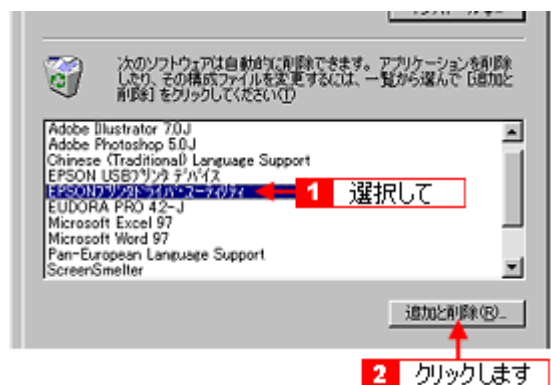 次のソフトウェアは自動的に削除できます。アプリケーションを削除
したり、その構成ファイルを変更するには、一覧から選んで [追加と
削除] をクリックしてください(T)
Adobe Illustrator 7.0J
Adobe Photoshop 5.0J
Chinese (Traditional) Language Support
EPSON USBプリンタ デバイス
EPSONプリンタドライバ・ユーティリティ
1 選択して
EUDORA PRO 4.2-J
Microsoft Excel 97
Microsoft Word 97
Pan-European Language Support
ScreenSmelter
追加と削除(R)...
2 クリックします